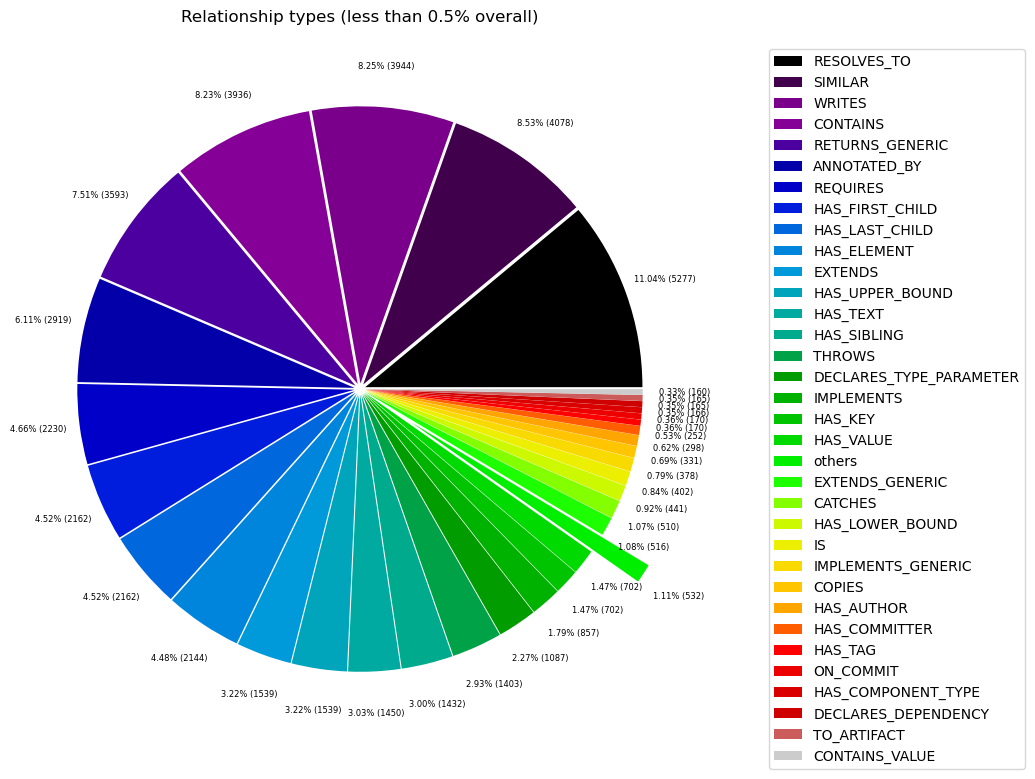 Relationship types (less than 0.5% overall)
11.04% (5277)
8.53% (4078)
8.25% (3944)
8.23% (3936)
7.51% (3593)
6.11% (2919)
4.66% (2230)
4.52% (2162)
4.52% (2162)
4.48% (2144)
3.22% (1539)
3.22% (1539)
3.03% (1450)
3.00% (1432)
2.93% (1403)
2.27% (1087)
1.79% (857)
1.47% (702)
1.47% (702)
1.11% (532)
1.08% (516)
1.07% (510)
0.92% (441)
0.84% (402)
0.79% (378)
0.69% (331)
0.62% (298)
0.53% (252)
0.36% (170)
0.36% (170)
0.35% (166)
0.35% (165)
0.35% (165)
0.33% (160)
RESOLVES_TO
SIMILAR
WRITES
CONTAINS
RETURNS_GENERIC
ANNOTATED_BY
REQUIRES
HAS_FIRST_CHILD
HAS_LAST_CHILD
HAS_ELEMENT
EXTENDS
HAS_UPPER_BOUND
HAS_TEXT
HAS_SIBLING
THROWS
DECLARES_TYPE_PARAMETER
IMPLEMENTS
HAS_KEY
HAS_VALUE
others
EXTENDS_GENERIC
CATCHES
HAS_LOWER_BOUND
IS
IMPLEMENTS_GENERIC
COPIES
HAS_AUTHOR
HAS_COMMITTER
HAS_TAG
ON_COMMIT
HAS_COMPONENT_TYPE
DECLARES_DEPENDENCY
TO_ARTIFACT
CONTAINS_VALUE